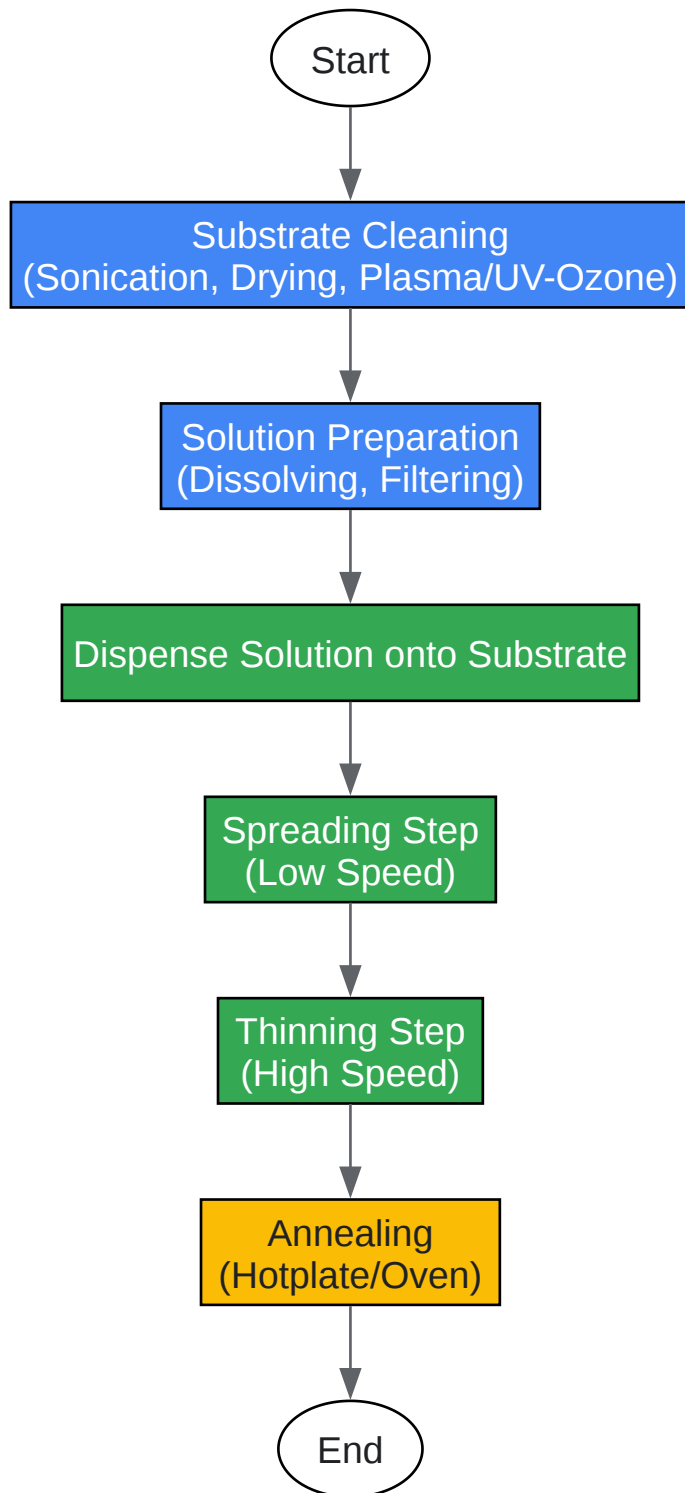 Start
Substrate Cleaning
(Sonication, Drying, Plasma/UV-Ozone)
Solution Preparation
(Dissolving, Filtering)
Dispense Solution onto Substrate
Spreading Step
(Low Speed)
Thinning Step
(High Speed)
Annealing
(Hotplate/Oven)
End